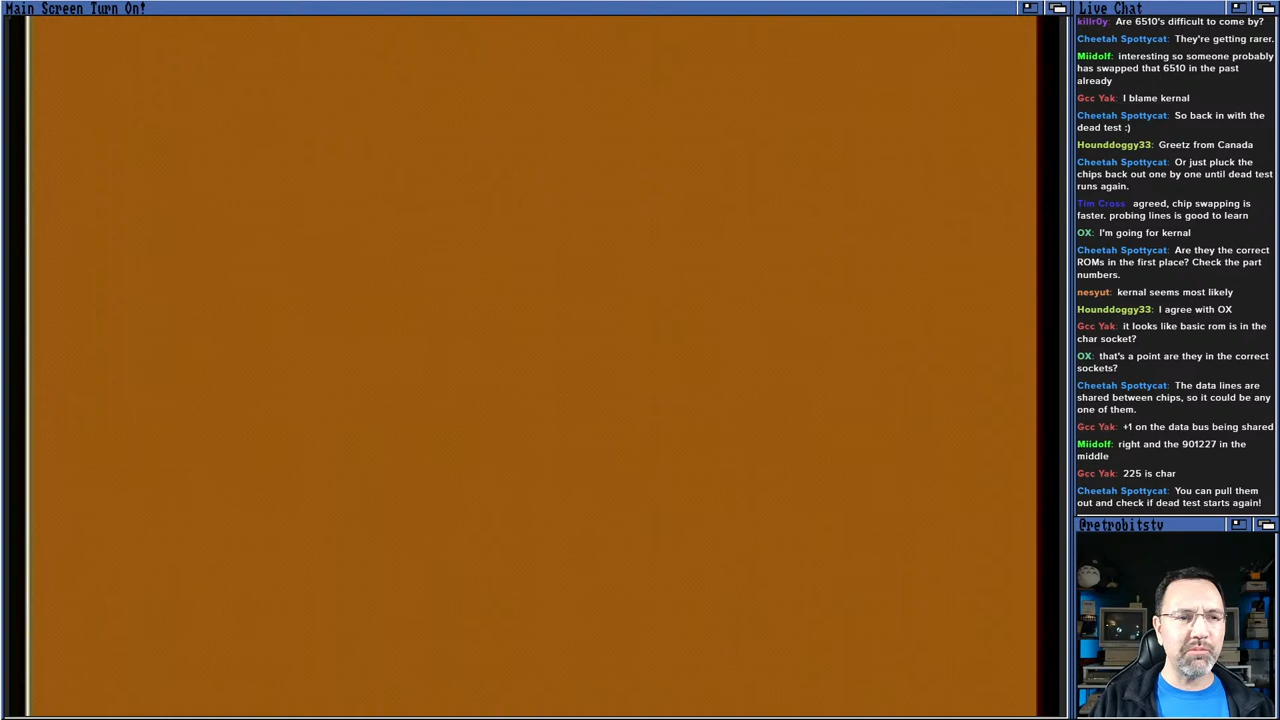 Main Screen Turn On!
Live Chat
killr0y: Are 6510's difficult to come by?
Cheetah Spottycat: They're getting rarer.
Miidolf: interesting so someone probably
has swapped that 6510 in the past
already
Gcc Yak: I blame kernal
Cheetah Spottycat: So back in with the
dead test :)
Hounddoggy33: Greetz from Canada
Cheetah Spottycat: Or just pluck the
chips back out one by one until dead test
runs again.
Tim Cross agreed, chip swapping is
faster. probing lines is good to learn
OX: I'm going for kernal
Cheetah Spottycat: Are they the correct
ROMs in the first place? Check the part
numbers.
nesyut: kernal seems most likely
Hounddoggy33: I agree with OX
Gcc Yak: it looks like basic rom is in the
char socket?
OX: that's a point are they in the correct
sockets?
Cheetah Spottycat: The data lines are
shared between chips, so it could be any
one of them.
Gcc Yak: +1 on the data bus being shared
Miidolf: right and the 901227 in the
middle
Gcc Yak: 225 is char
Cheetah Spottycat: You can pull them
out and check if dead test starts again!
@retrobitstv